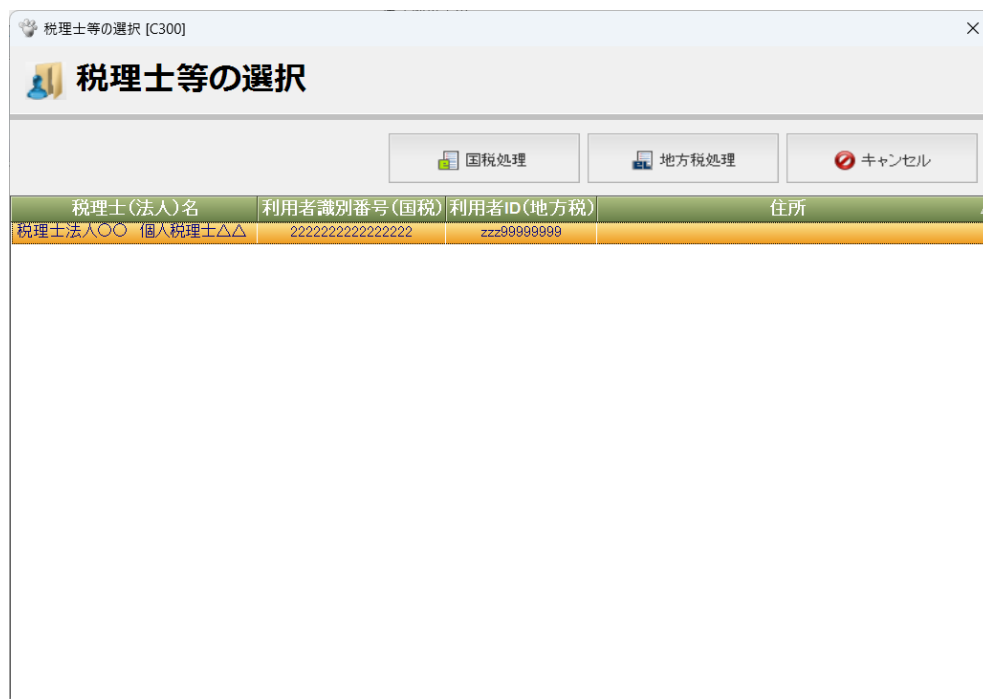 税理士等の選択 [C300]
税理士等の選択
国税処理 地方税処理 キャンセル
税理士(法人)名 利用者識別番号(国税) 利用者ID(地方税) 住所
税理士法人〇〇 個人税理士△△ 2222222222222222 zzz99999999